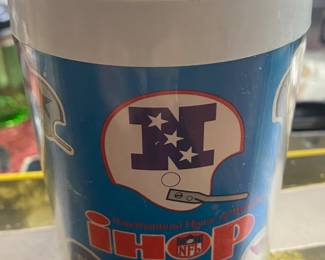 N
International House of Pancakes
iHOP
NFL